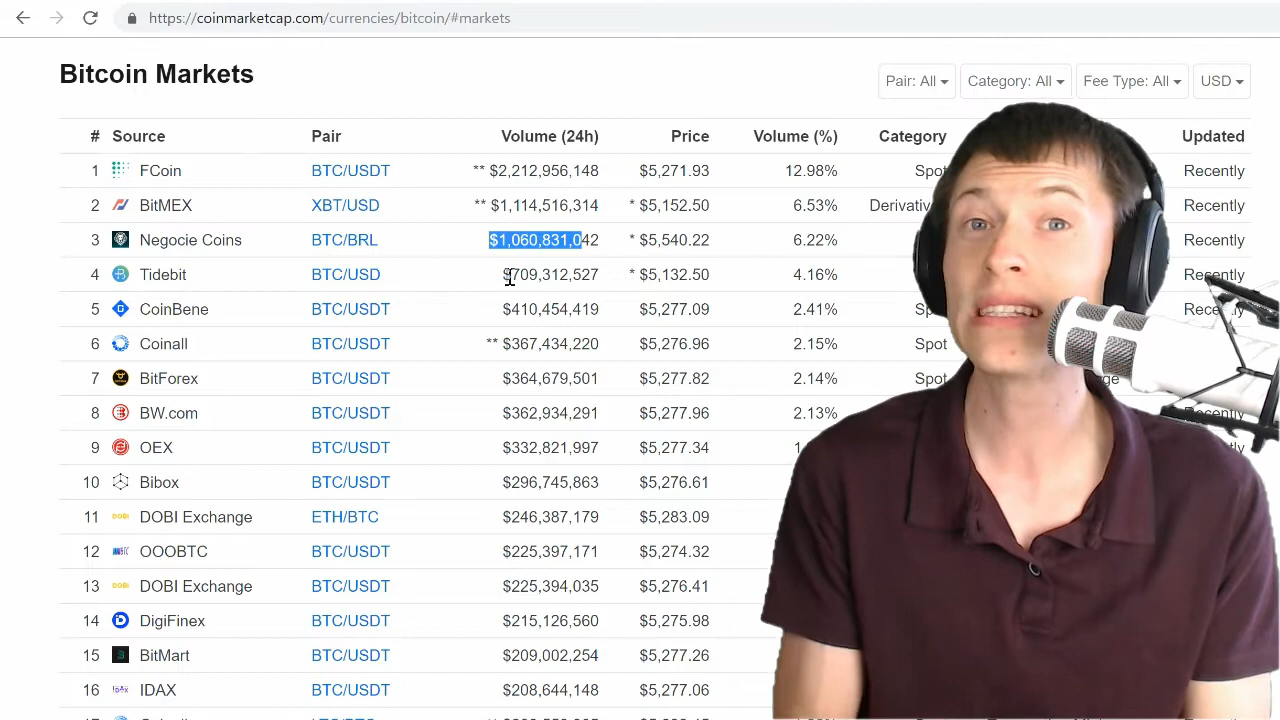 https://coinmarketcap.com/currencies/bitcoin/#markets
Bitcoin Markets
Pair: All Category: All Fee Type: All USD
# Source Pair Volume (24h) Price Volume (%) Category Updated
1 FCoin BTC/USDT ** $2,212,956,148 $5,271.93 12.98% Spot Recently
2 BitMEX XBT/USD ** $1,114,516,314 * $5,152.50 6.53% Derivativ Recently
3 Negocie Coins BTC/BRL $1,060,831,042 * $5,540.22 6.22% Recently
4 Tidebit BTC/USD $709,312,527 * $5,132.50 4.16% Recently
5 CoinBene BTC/USDT $410,454,419 $5,277.09 2.41% Sp Rece
6 Coinall BTC/USDT ** $367,434,220 $5,276.96 2.15% Spot
7 BitForex BTC/USDT $364,679,501 $5,277.82 2.14% Spot
8 BW.com BTC/USDT $362,934,291 $5,277.96 2.13% Recently
9 OEX BTC/USDT $332,821,997 $5,277.34
10 Bibox BTC/USDT $296,745,863 $5,276.61
11 DOBI DOBI Exchange ETH/BTC $246,387,179 $5,283.09
12 OOOBTC BTC/USDT $225,397,171 $5,274.32
13 DOBI DOBI Exchange BTC/USDT $225,394,035 $5,276.41
14 DigiFinex BTC/USDT $215,126,560 $5,275.98
15 BitMart BTC/USDT $209,002,254 $5,277.26
16 IDAX BTC/USDT $208,644,148 $5,277.06